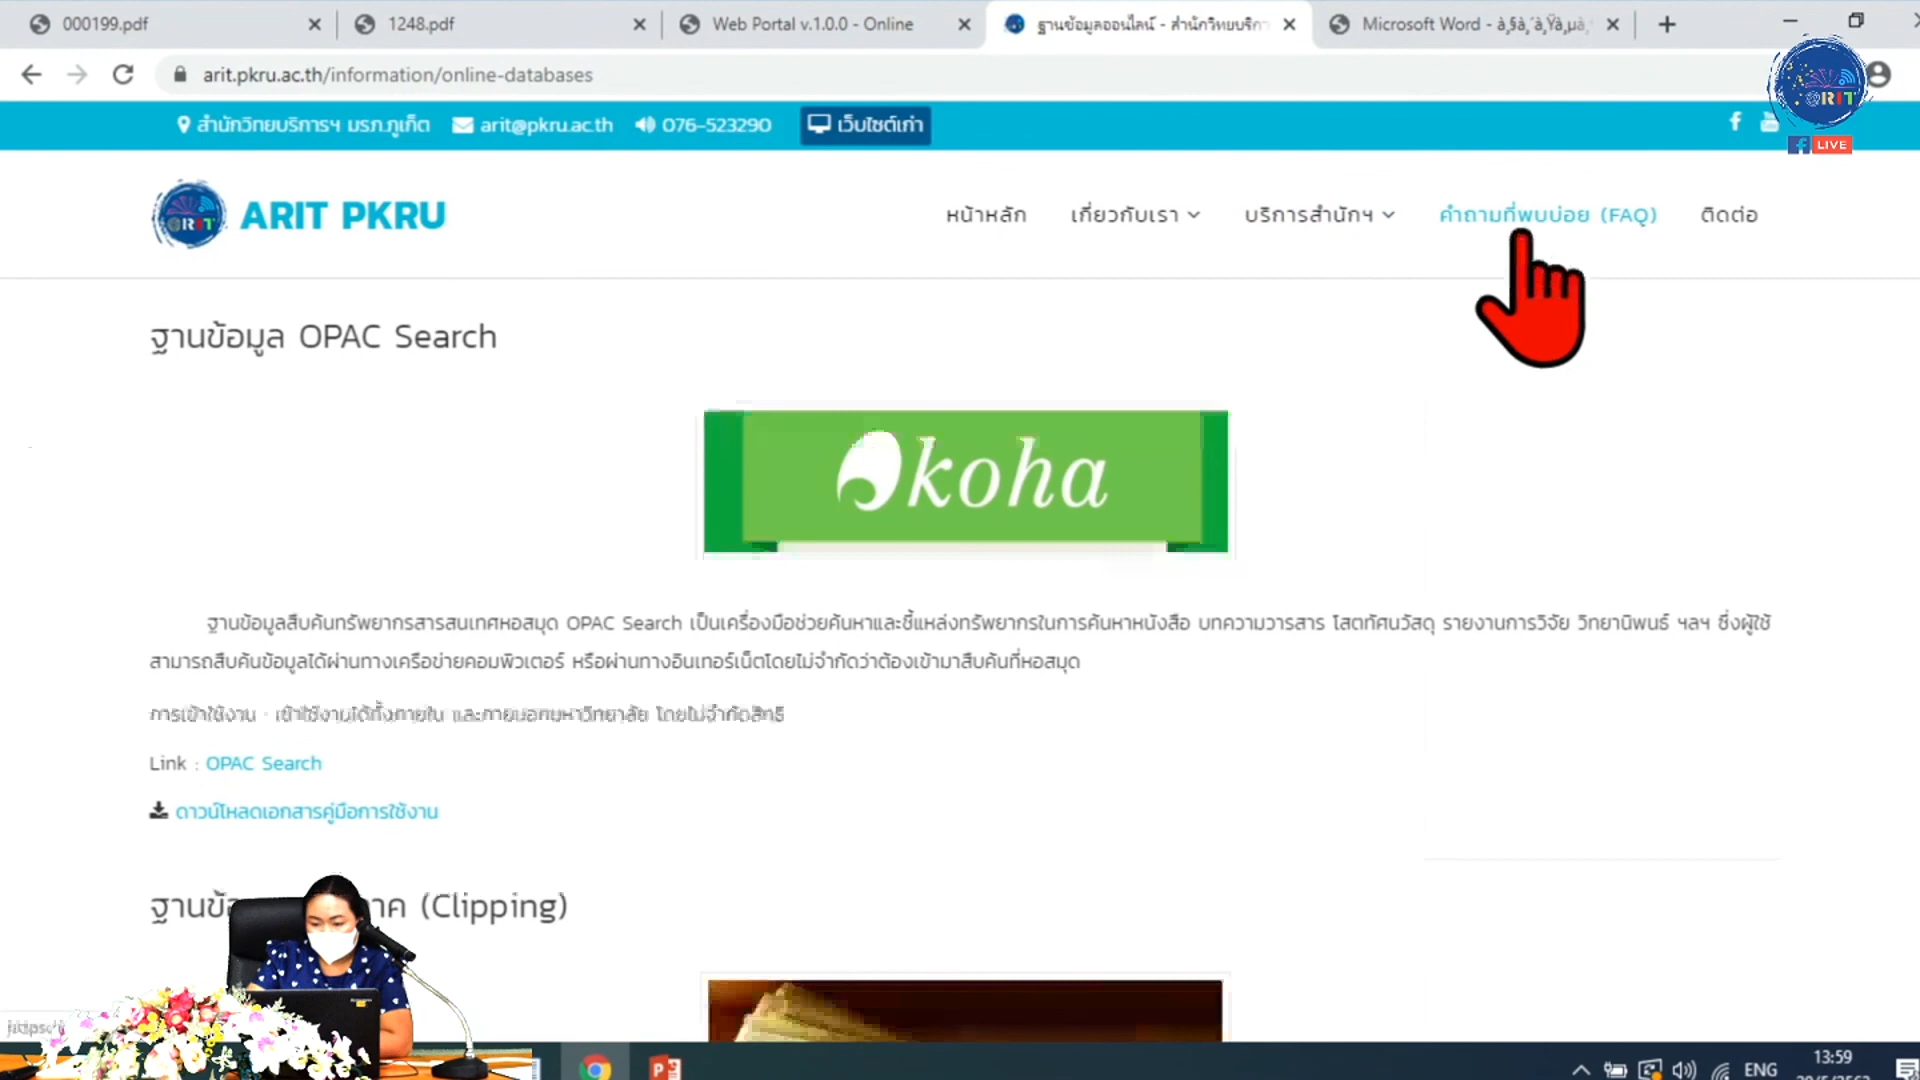 000199.pdf
1248.pdf
Web Portal v.1.0.0 - Online
ฐานข้อมูลออนไลน์ - สำนักวิทยบริกา
Microsoft Word -
arit.pkru.ac.th/information/online-databases
สำนักวิทยบริการฯ มรภ.ภูเก็ต arit@pkru.ac.th 076-523290 เว็บไซต์เก่า
LIVE
ARIT PKRU
หน้าหลัก เกี่ยวกับเรา บริการสำนักฯ คำถามที่พบบ่อย (FAQ) ติดต่อ
ฐานข้อมูล OPAC Search
koha
ฐานข้อมูลสืบค้นทรัพยากรสารสนเทศหอสมุด OPAC Search เป็นเครื่องมือช่วยค้นหาและชี้แหล่งทรัพยากรในการค้นหาหนังสือ บทความวารสาร โสตทัศนวัสดุ รายงานการวิจัย วิทยานิพนธ์ ฯลฯ ซึ่งผู้ใช้
สามารถสืบค้นข้อมูลได้ผ่านทางเครือข่ายคอมพิวเตอร์ หรือผ่านทางอินเทอร์เน็ตโดยไม่จำกัดว่าต้องเข้ามาสืบค้นที่หอสมุด
การเข้าใช้งาน : เข้าใช้งานได้ทั้งภายใน และภายนอกมหาวิทยาลัย โดยไม่จำกัดสิทธิ์
Link : OPAC Search
ดาวน์โหลดเอกสารคู่มือการใช้งาน
(Clipping)
ENG
13:59